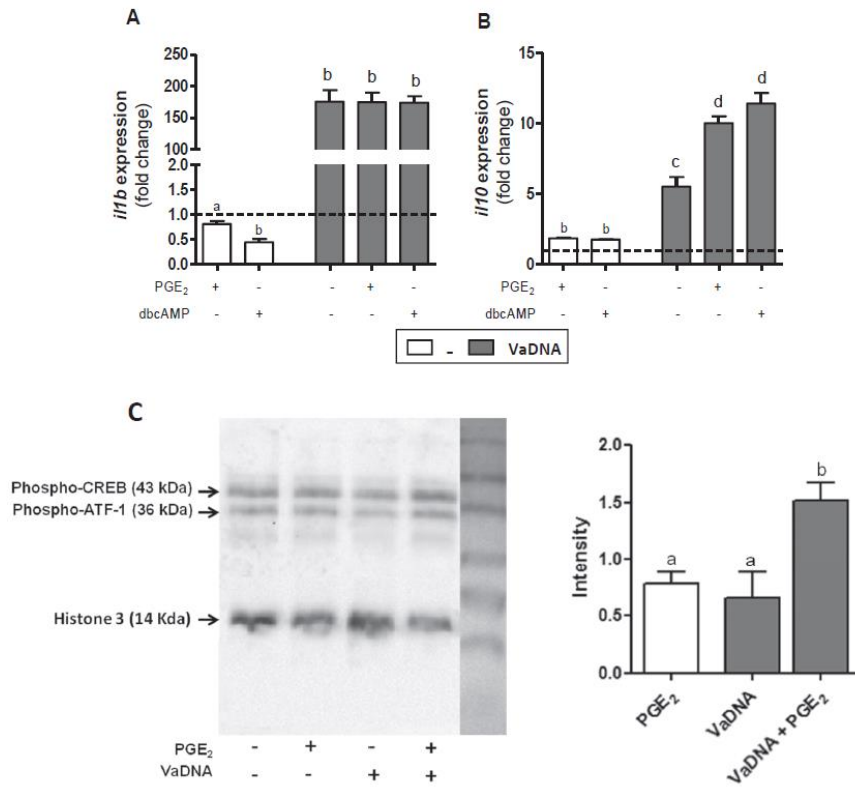 A
il1b expression
(fold change)
250
200
150
100
2.0
1.5
1.0
0.5
0.0
a
b
b
b
b
PGE₂ + - - + -
dbcAMP - + - - +
B
il10 expression
(fold change)
15
10
5
0
b
b
c
d
d
+ - - + -
- + - - +
- VaDNA
C
Phospho-CREB (43 kDa)
Phospho-ATF-1 (36 kDa)
Histone 3 (14 Kda)
PGE₂ - + - +
VaDNA - - + +
Intensity
2.0
1.5
1.0
0.5
0.0
a
a
b
PGE₂
VaDNA
VaDNA + PGE₂